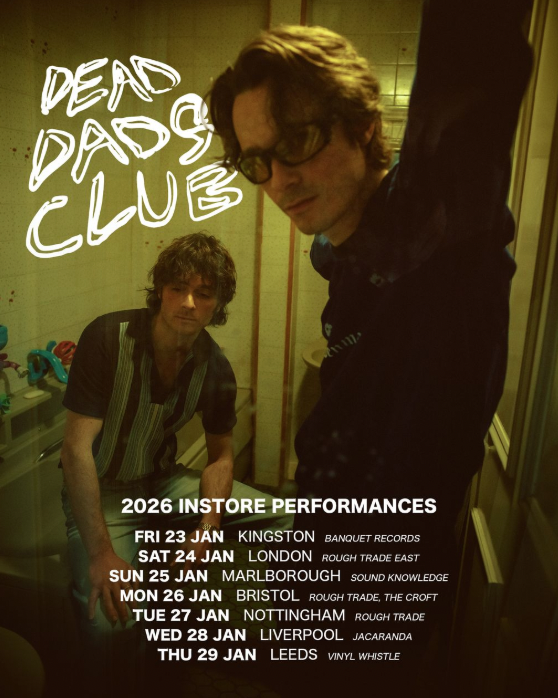 DEAD
DADS
CLUB
2026 INSTORE PERFORMANCES
FRI 23 JAN KINGSTON BANQUET RECORDS
SAT 24 JAN LONDON ROUGH TRADE EAST
SUN 25 JAN MARLBOROUGH SOUND KNOWLEDGE
MON 26 JAN BRISTOL ROUGH TRADE, THE CROFT
TUE 27 JAN NOTTINGHAM ROUGH TRADE
WED 28 JAN LIVERPOOL JACARANDA
THU 29 JAN LEEDS VINYL WHISTLE